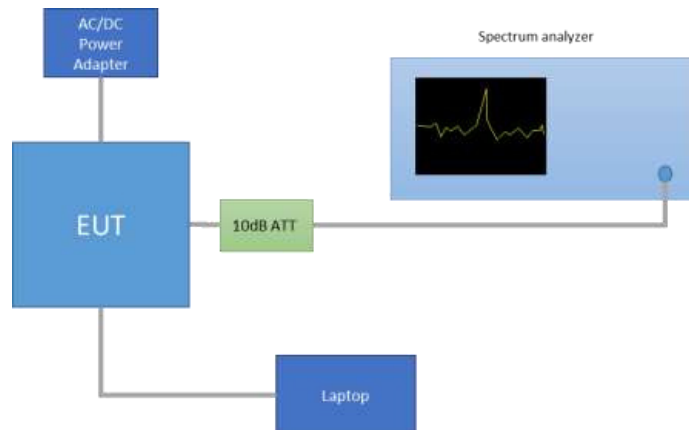 AC/DC
Power
Adapter
Spectrum analyzer
EUT
10dB ATT
Laptop